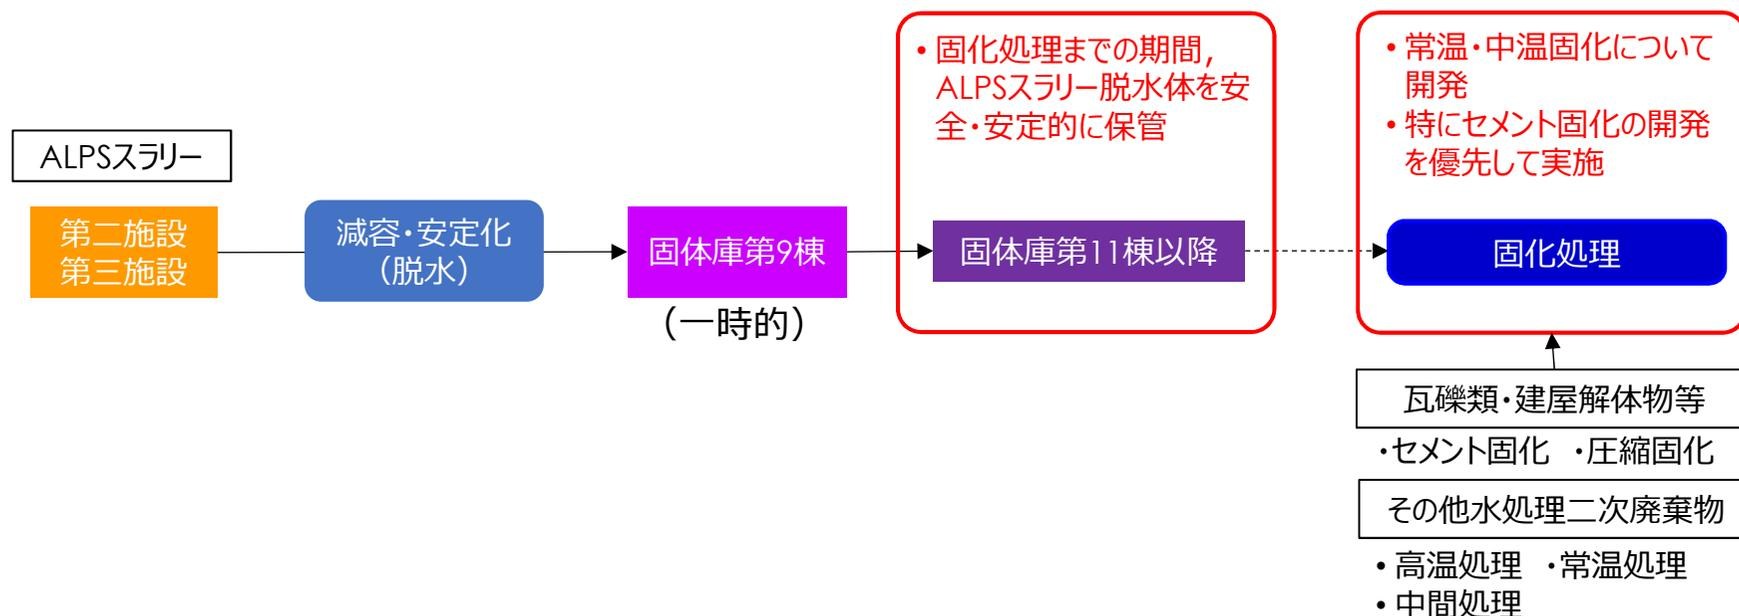 • 固化処理までの期間,
ALPSスラリー脱水体を安
全・安定的に保管
• 常温・中温固化について
開発
• 特にセメント固化の開発
を優先して実施
ALPSスラリー
第二施設
第三施設
減容・安定化
（脱水）
固体庫第9棟
（一時的）
固体庫第11棟以降
固化処理
瓦礫類・建屋解体物等
・セメント固化 ・圧縮固化
その他水処理二次廃棄物
• 高温処理 ・常温処理
• 中間処理